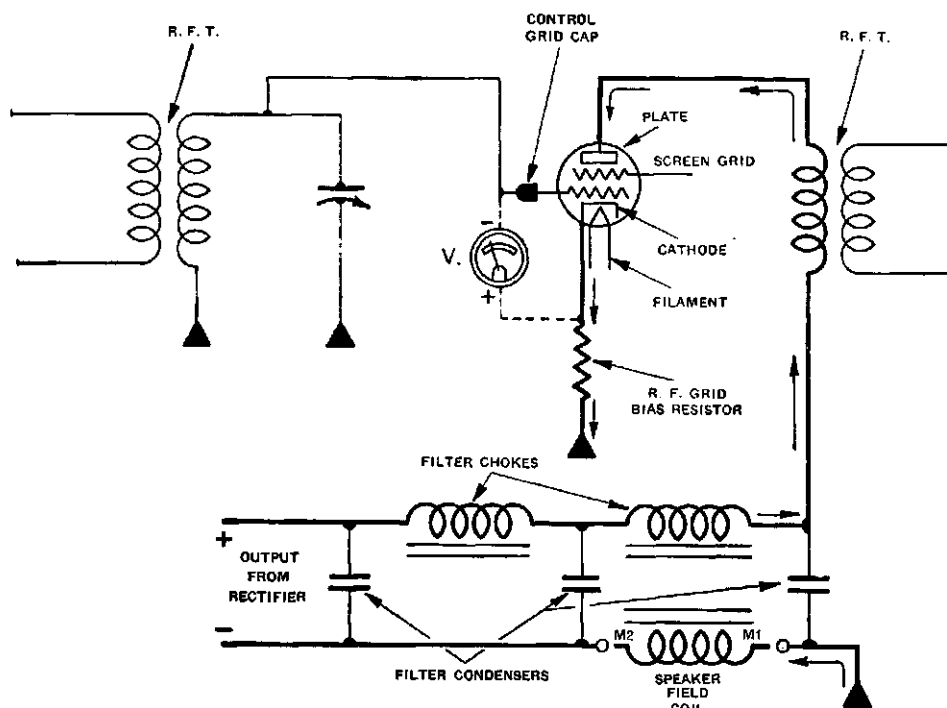 R. F. T.
CONTROL
GRID CAP
R. F. T.
PLATE
SCREEN GRID
CATHODE
FILAMENT
-
V.
+
R. F. GRID
BIAS RESISTOR
FILTER CHOKES
+
OUTPUT
FROM
RECTIFIER
-
M2
M1
FILTER CONDENSERS
SPEAKER
FIELD
COIL